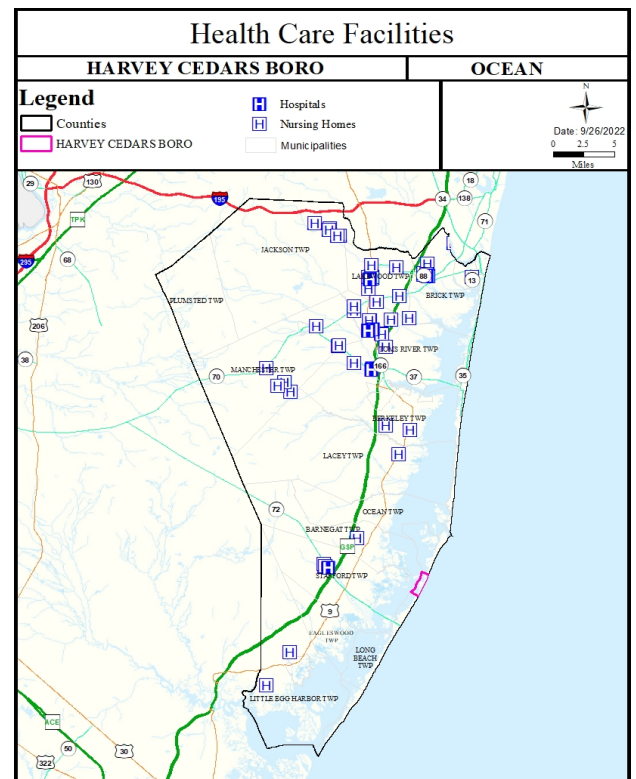 Health Care Facilities
HARVEY CEDARS BORO
OCEAN
Legend
Counties
HARVEY CEDARS BORO
H Hospitals
H Nursing Homes
Municipalities
N
Date: 9/26/2022
0 2.5 5
Miles
29
130
195
18
34
138
TPK
71
JACKSON TWP
68
295
LAKEWOOD TWP
88
13
PLUMSTED TWP
BRICK TWP
206
TOMS RIVER TWP
38
MANCHESTER TWP
166
70
37
35
BERKELEY TWP
LACEY TWP
72
OCEAN TWP
BARNEGAT TWP
GSP
STAFFORD TWP
9
EAGLESWOOD
TWP
LONG
BEACH
TWP
LITTLE EGG HARBOR TWP
ACE
50
30
322